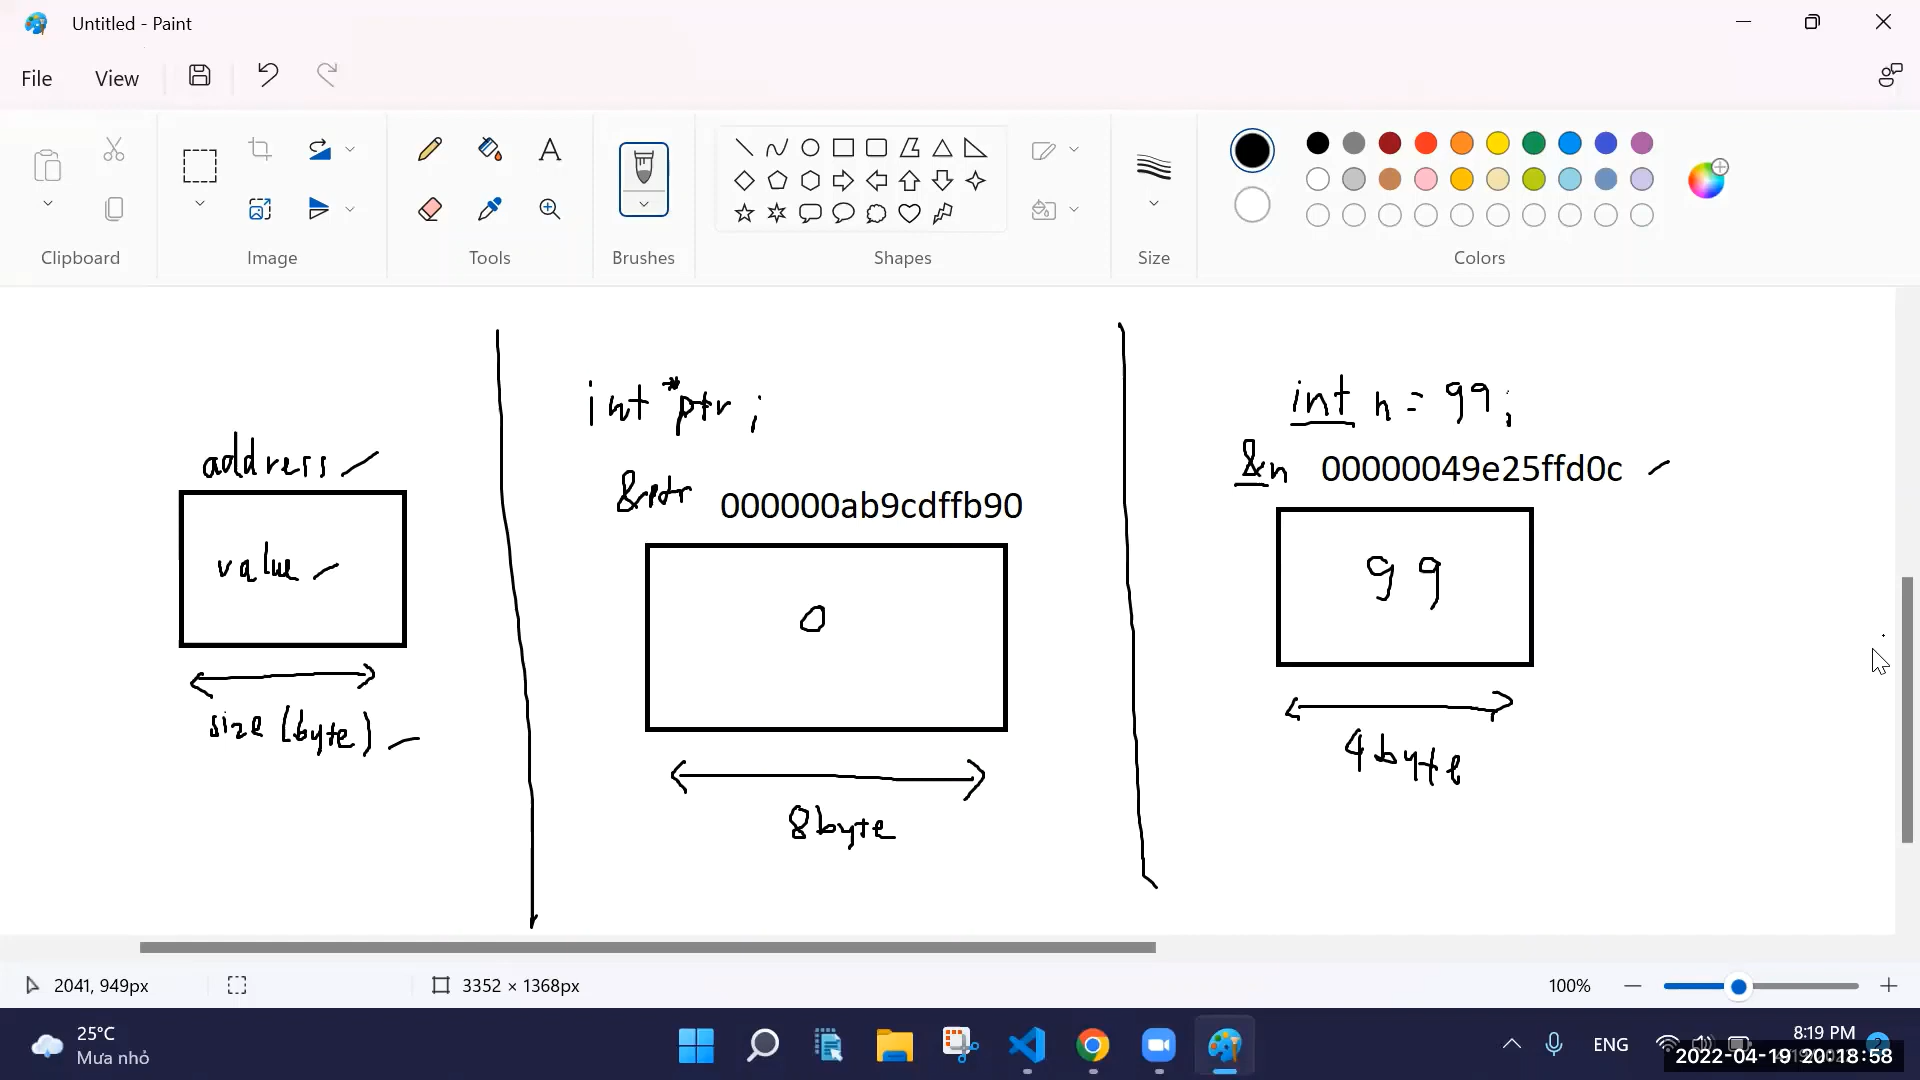 Untitled - Paint
File View
Clipboard
Image
Tools
Brushes
Shapes
Size
Colors
address
value
size (byte)
int *ptr ;
&ptr 000000ab9cdffb90
0
8byte
int n = 99;
&n 00000049e25ffd0c
99
4byte
2041, 949px
3352 × 1368px
100%
25°C
Mưa nhỏ
ENG
8:19 PM
2022-04-19 20:18:58